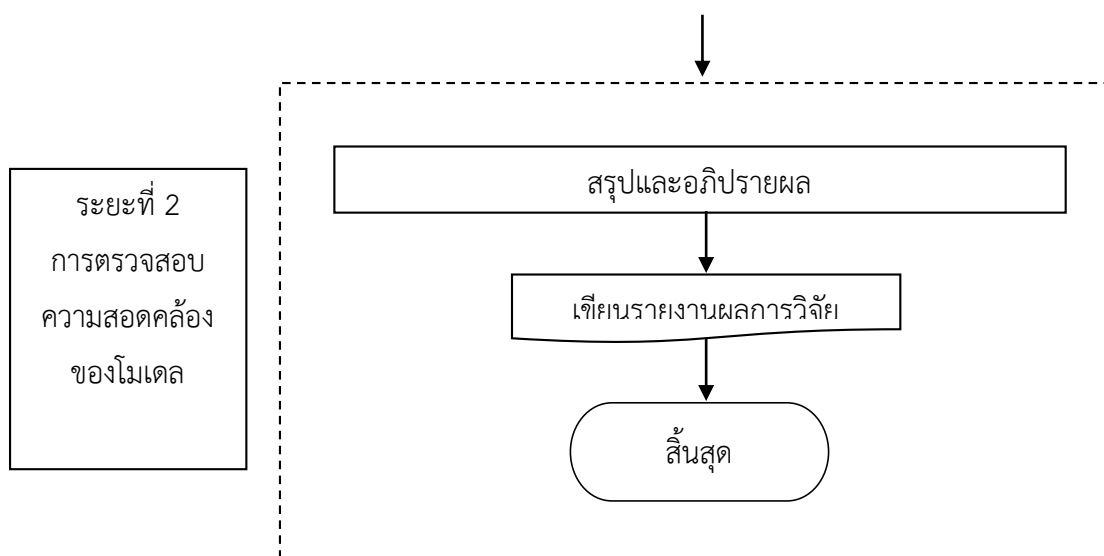 ระยะที่ 2
การตรวจสอบ
ความสอดคล้อง
ของโมเดล
สรุปและอภิปรายผล
เขียนรายงานผลการวิจัย
สิ้นสุด